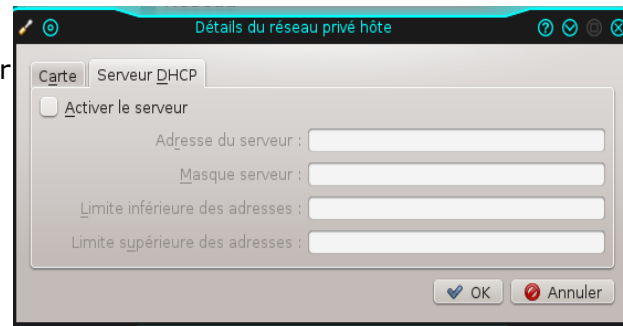 Détails du réseau privé hôte
r
Carte Serveur DHCP
Activer le serveur
Adresse du serveur :
Masque serveur :
Limite inférieure des adresses :
Limite supérieure des adresses :
OK Annuler